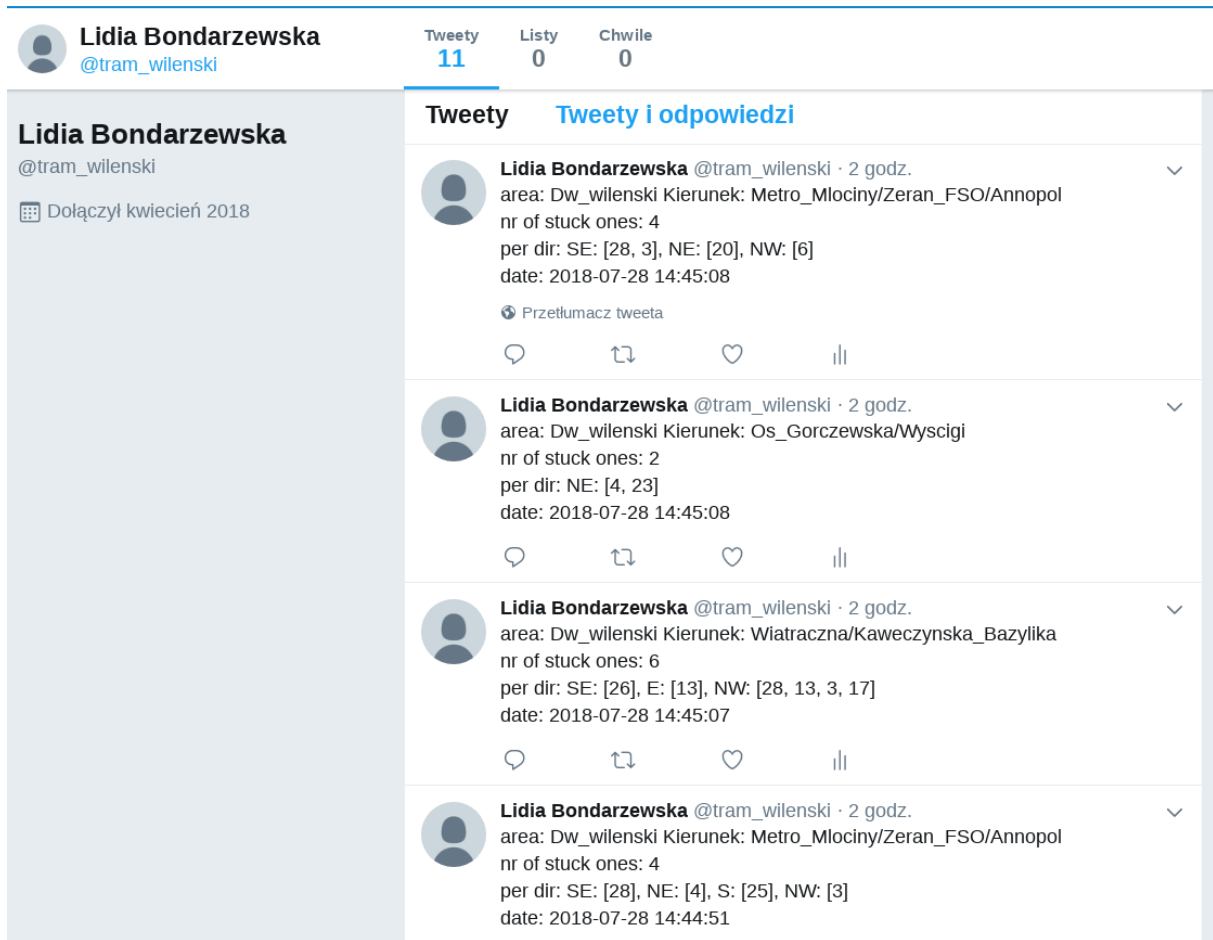 Lidia Bondarzewska
@tram_wilenski
Tweety Listy Chwile
11 0 0
Lidia Bondarzewska
@tram_wilenski
Dołączył kwiecień 2018
Tweety Tweety i odpowiedzi
Lidia Bondarzewska @tram_wilenski · 2 godz.
area: Dw_wilenski Kierunek: Metro_Mlociny/Zeran_FSO/Annopol
nr of stuck ones: 4
per dir: SE: [28, 3], NE: [20], NW: [6]
date: 2018-07-28 14:45:08
Przetłumacz tweeta
Lidia Bondarzewska @tram_wilenski · 2 godz.
area: Dw_wilenski Kierunek: Os_Gorczewska/Wyscigi
nr of stuck ones: 2
per dir: NE: [4, 23]
date: 2018-07-28 14:45:08
Lidia Bondarzewska @tram_wilenski · 2 godz.
area: Dw_wilenski Kierunek: Wiatraczna/Kaweczynska_Bazylika
nr of stuck ones: 6
per dir: SE: [26], E: [13], NW: [28, 13, 3, 17]
date: 2018-07-28 14:45:07
Lidia Bondarzewska @tram_wilenski · 2 godz.
area: Dw_wilenski Kierunek: Metro_Mlociny/Zeran_FSO/Annopol
nr of stuck ones: 4
per dir: SE: [28], NE: [4], S: [25], NW: [3]
date: 2018-07-28 14:44:51